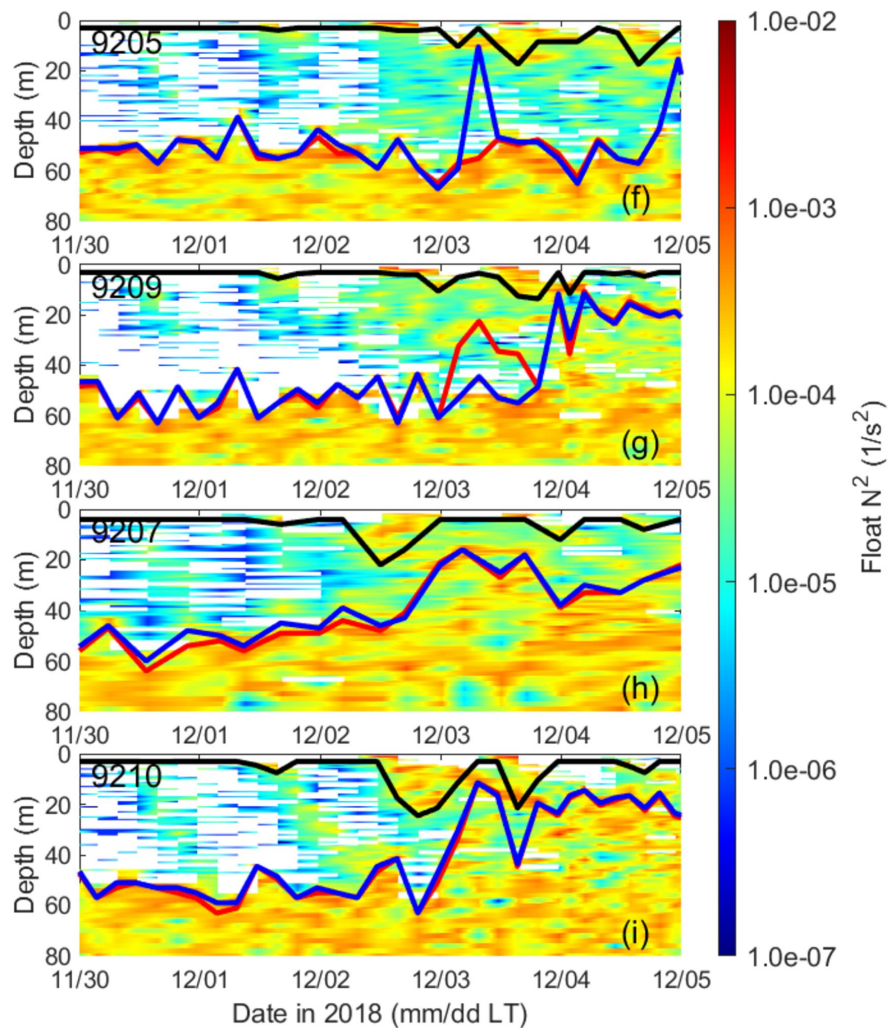 0
20
40
60
80
Depth (m)
9205
(f)
11/30 12/01 12/02 12/03 12/04 12/05
0
20
40
60
80
Depth (m)
9209
(g)
11/30 12/01 12/02 12/03 12/04 12/05
0
20
40
60
80
Depth (m)
9207
(h)
11/30 12/01 12/02 12/03 12/04 12/05
0
20
40
60
80
Depth (m)
9210
(i)
11/30 12/01 12/02 12/03 12/04 12/05
Date in 2018 (mm/dd LT)
1.0e-02
1.0e-03
1.0e-04
1.0e-05
1.0e-06
1.0e-07
Float N² (1/s²)